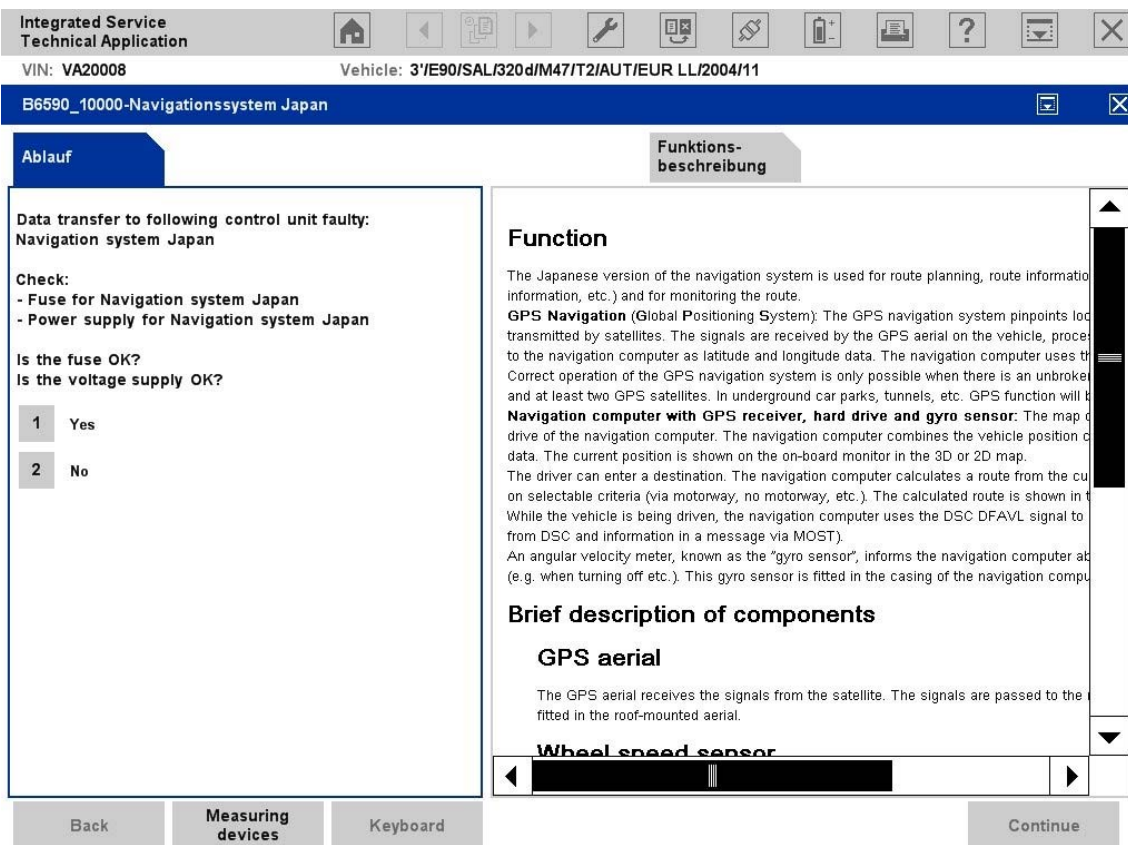 Integrated Service
Technical Application
VIN: VA20008
Vehicle: 3'/E90/SAL/320d/M47/T2/AUT/EUR LL/2004/11
B6590_10000-Navigationssystem Japan
Ablauf
Funktions-
beschreibung
Data transfer to following control unit faulty:
Navigation system Japan
Check:
- Fuse for Navigation system Japan
- Power supply for Navigation system Japan
Is the fuse OK?
Is the voltage supply OK?
1 Yes
2 No
Function
The Japanese version of the navigation system is used for route planning, route informatio
information, etc.) and for monitoring the route.
GPS Navigation (Global Positioning System): The GPS navigation system pinpoints loc
transmitted by satellites. The signals are received by the GPS aerial on the vehicle, proce
to the navigation computer as latitude and longitude data. The navigation computer uses th
Correct operation of the GPS navigation system is only possible when there is an unbroke
and at least two GPS satellites. In underground car parks, tunnels, etc. GPS function will b
Navigation computer with GPS receiver, hard drive and gyro sensor: The map d
drive of the navigation computer. The navigation computer combines the vehicle position c
data. The current position is shown on the on-board monitor in the 3D or 2D map.
The driver can enter a destination. The navigation computer calculates a route from the cu
on selectable criteria (via motorway, no motorway, etc.). The calculated route is shown in t
While the vehicle is being driven, the navigation computer uses the DSC DFAVL signal to
from DSC and information in a message via MOST).
An angular velocity meter, known as the "gyro sensor", informs the navigation computer ab
(e.g. when turning off etc.). This gyro sensor is fitted in the casing of the navigation compu
Brief description of components
GPS aerial
The GPS aerial receives the signals from the satellite. The signals are passed to the
fitted in the roof-mounted aerial.
Wheel speed sensor
Back
Measuring
devices
Keyboard
Continue